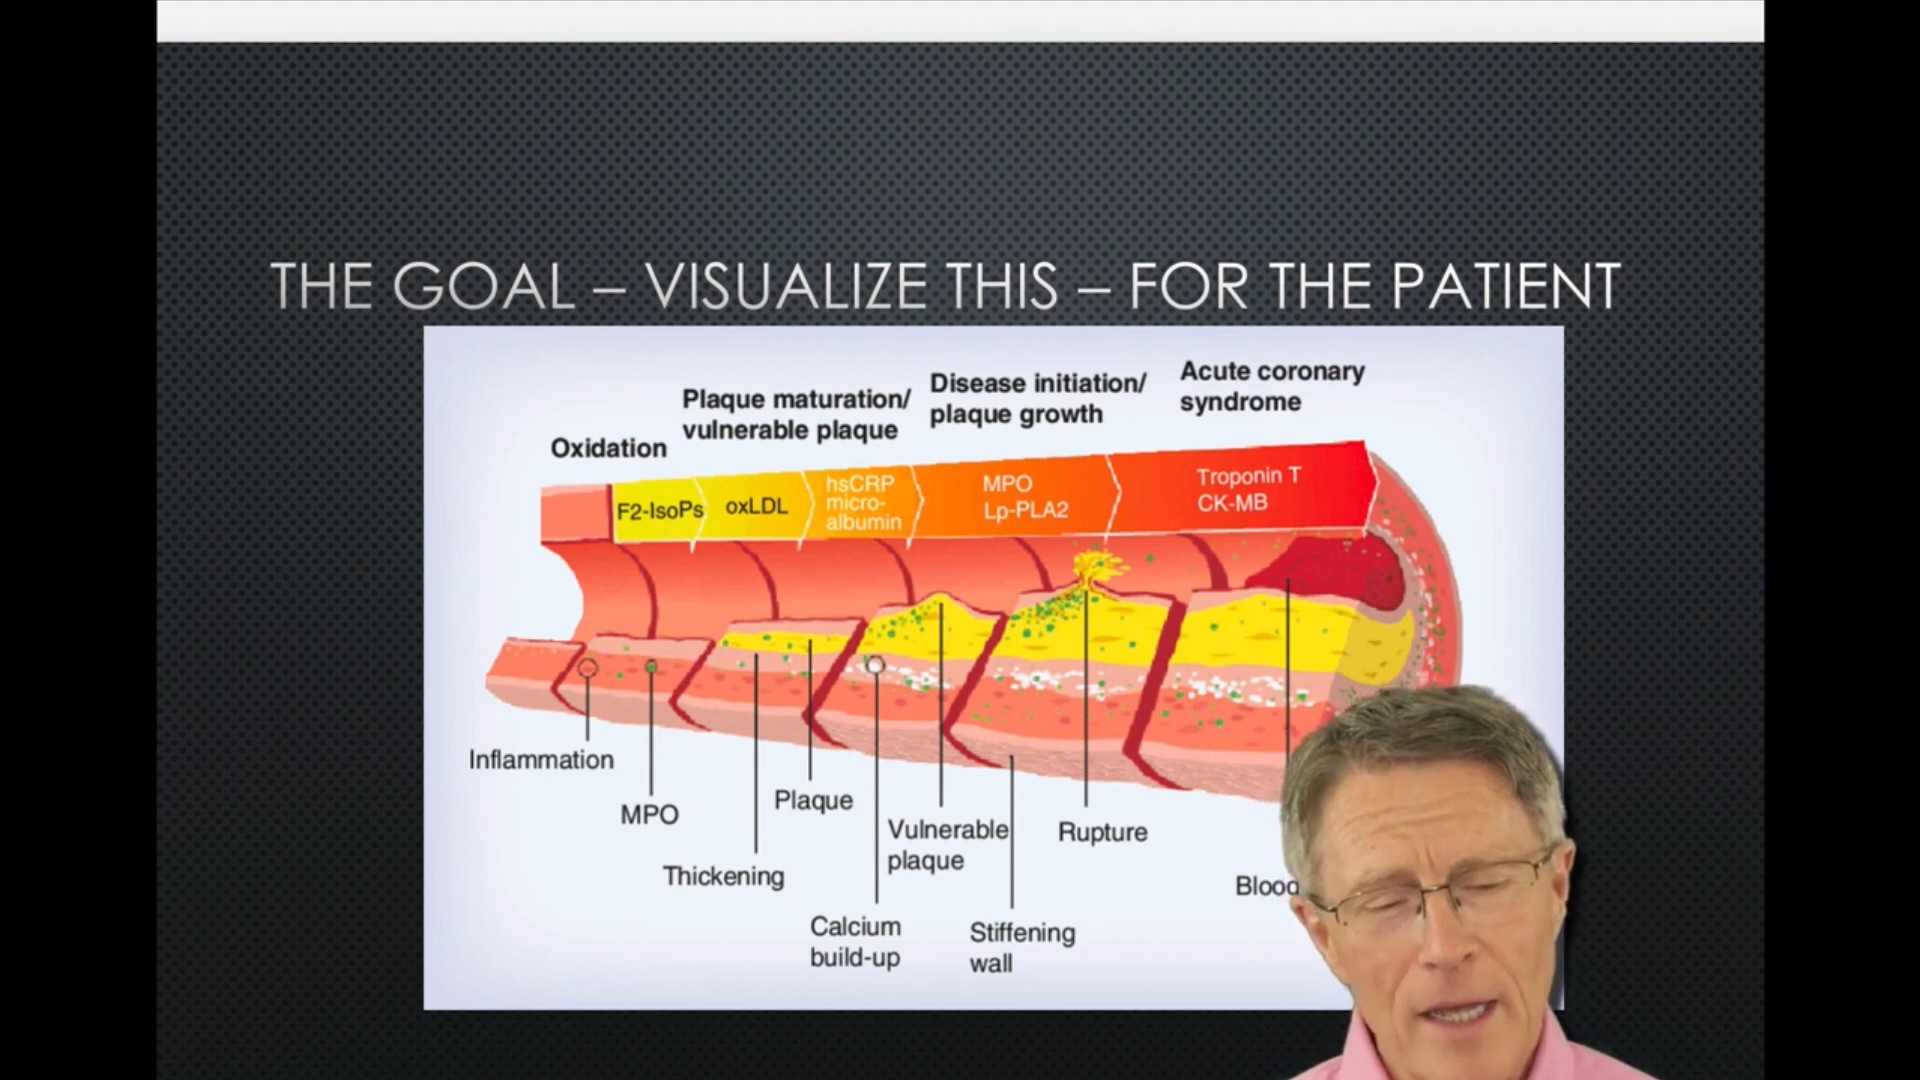 THE GOAL – VISUALIZE THIS – FOR THE PATIENT
Oxidation
Plaque maturation/
vulnerable plaque
Disease initiation/
plaque growth
Acute coronary
syndrome
F2-IsoPs
oxLDL
hsCRP
micro-
albumin
MPO
Lp-PLA2
Troponin T
CK-MB
Inflammation
MPO
Thickening
Plaque
Calcium
build-up
Vulnerable
plaque
Stiffening
wall
Rupture
Blood